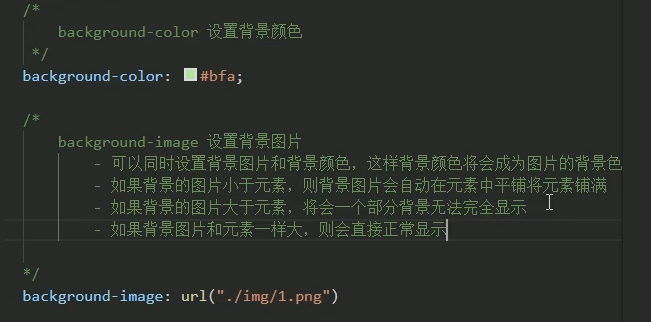 /*
background-color 设置背景颜色
*/
background-color: #bfa;
/*
background-image 设置背景图片
- 可以同时设置背景图片和背景颜色，这样背景颜色将会成为图片的背景色
- 如果背景的图片小于元素，则背景图片会自动在元素中平铺将元素铺满
- 如果背景的图片大于元素，将会一个部分背景无法完全显示
- 如果背景图片和元素一样大，则会直接正常显示
*/
background-image: url("./img/1.png")